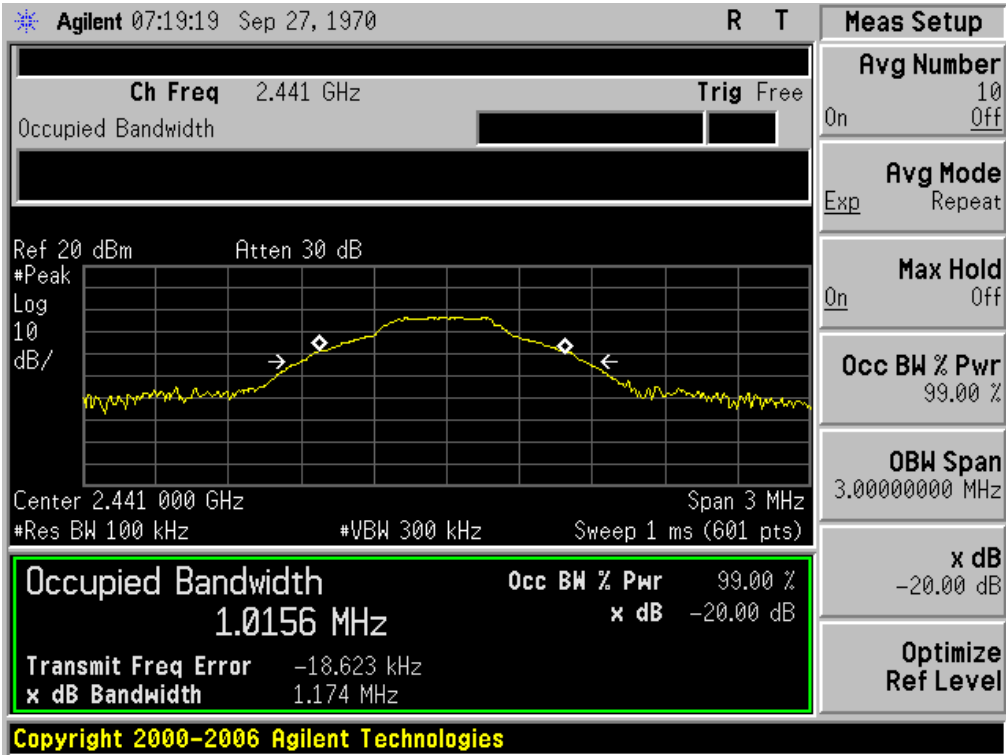 Agilent 07:19:19 Sep 27, 1970 R T
Ch Freq 2.441 GHz Trig Free
Occupied Bandwidth
Ref 20 dBm Atten 30 dB
#Peak
Log
10
dB/
Center 2.441 000 GHz Span 3 MHz
#Res BW 100 kHz #VBW 300 kHz Sweep 1 ms (601 pts)
Occupied Bandwidth Occ BW % Pwr 99.00 %
1.0156 MHz x dB -20.00 dB
Transmit Freq Error -18.623 kHz
x dB Bandwidth 1.174 MHz
Copyright 2000-2006 Agilent Technologies
Meas Setup
Avg Number
10
On Off
Avg Mode
Exp Repeat
Max Hold
On Off
Occ BW % Pwr
99.00 %
OBW Span
3.00000000 MHz
x dB
-20.00 dB
Optimize
Ref Level